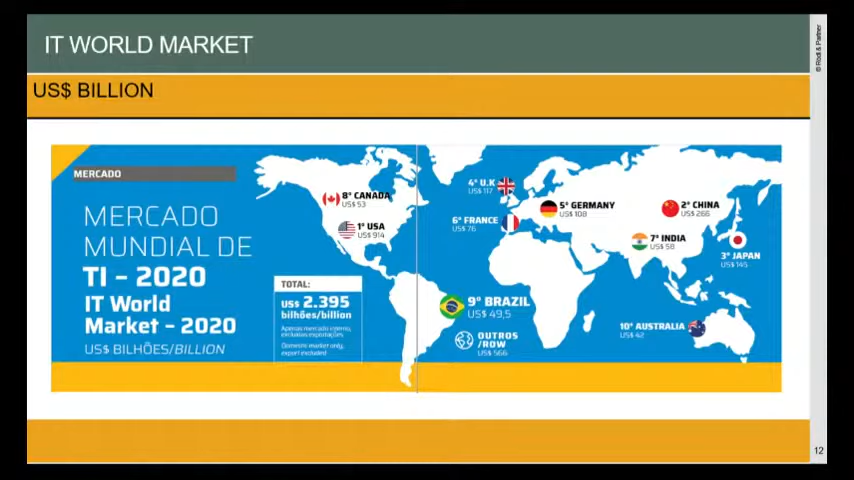 IT WORLD MARKET
US$ BILLION
© Rödl & Partner
MERCADO
MERCADO
MUNDIAL DE
TI – 2020
IT World
Market – 2020
US$ BILHÕES/BILLION
TOTAL:
US$ 2.395
bilhões/billion
Apenas mercado interno,
excluídas exportações
Domestic market only,
export excluded
8º CANADA
US$ 53
1º USA
US$ 914
4º U.K
US$ 117
6º FRANCE
US$ 76
5º GERMANY
US$ 108
2º CHINA
US$ 266
7º INDIA
US$ 58
3º JAPAN
US$ 145
9º BRAZIL
US$ 49,5
OUTROS
/ROW
US$ 566
10º AUSTRALIA
US$ 42
12